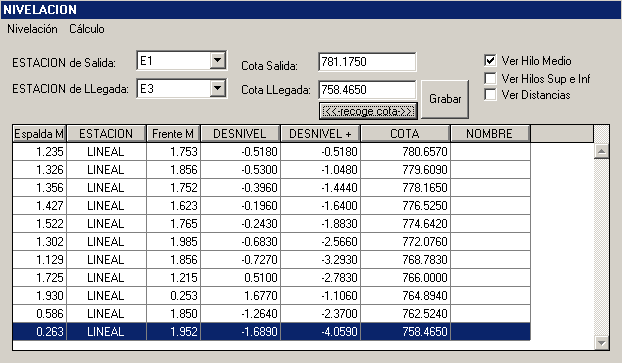 NIVELACION
Nivelación Cálculo
ESTACION de Salida: E1 Cota Salida: 781.1750 Ver Hilo Medio
ESTACION de LLegada: E3 Cota LLegada: 758.4650 Grabar Ver Hilos Sup e Inf
<<-recoge cota->> Ver Distancias
Espalda M ESTACION Frente M DESNIVEL DESNIVEL + COTA NOMBRE
1.235 LINEAL 1.753 -0.5180 -0.5180 780.6570
1.326 LINEAL 1.856 -0.5300 -1.0480 779.6090
1.356 LINEAL 1.752 -0.3960 -1.4440 778.1650
1.427 LINEAL 1.623 -0.1960 -1.6400 776.5250
1.522 LINEAL 1.765 -0.2430 -1.8830 774.6420
1.302 LINEAL 1.985 -0.6830 -2.5660 772.0760
1.129 LINEAL 1.856 -0.7270 -3.2930 768.7830
1.725 LINEAL 1.215 0.5100 -2.7830 766.0000
1.930 LINEAL 0.253 1.6770 -1.1060 764.8940
0.586 LINEAL 1.850 -1.2640 -2.3700 762.5240
0.263 LINEAL 1.952 -1.6890 -4.0590 758.4650